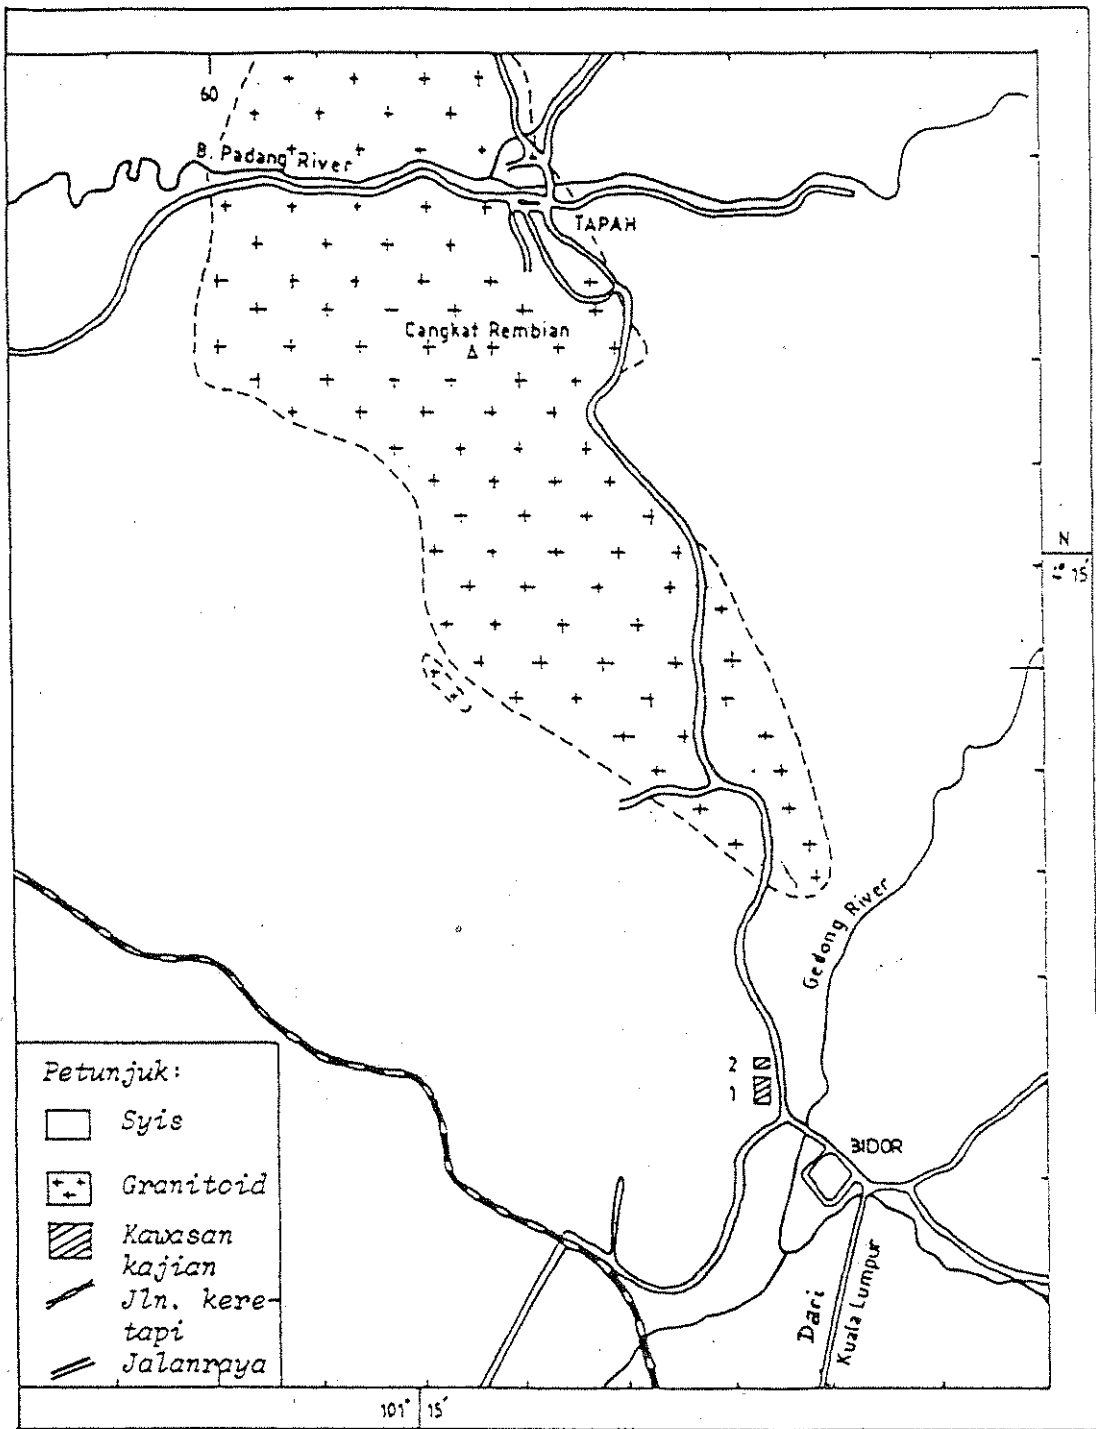 60
B. Padang River
TAPAH
Cangkat Rembian
N
15'
Gedong River
2
1
BIDOR
Dari
Kuala Lumpur
Petunjuk:
Syis
Granitoid
Kawasan
kajian
Jln. kere-
tapi
Jalanraya
101° 15'